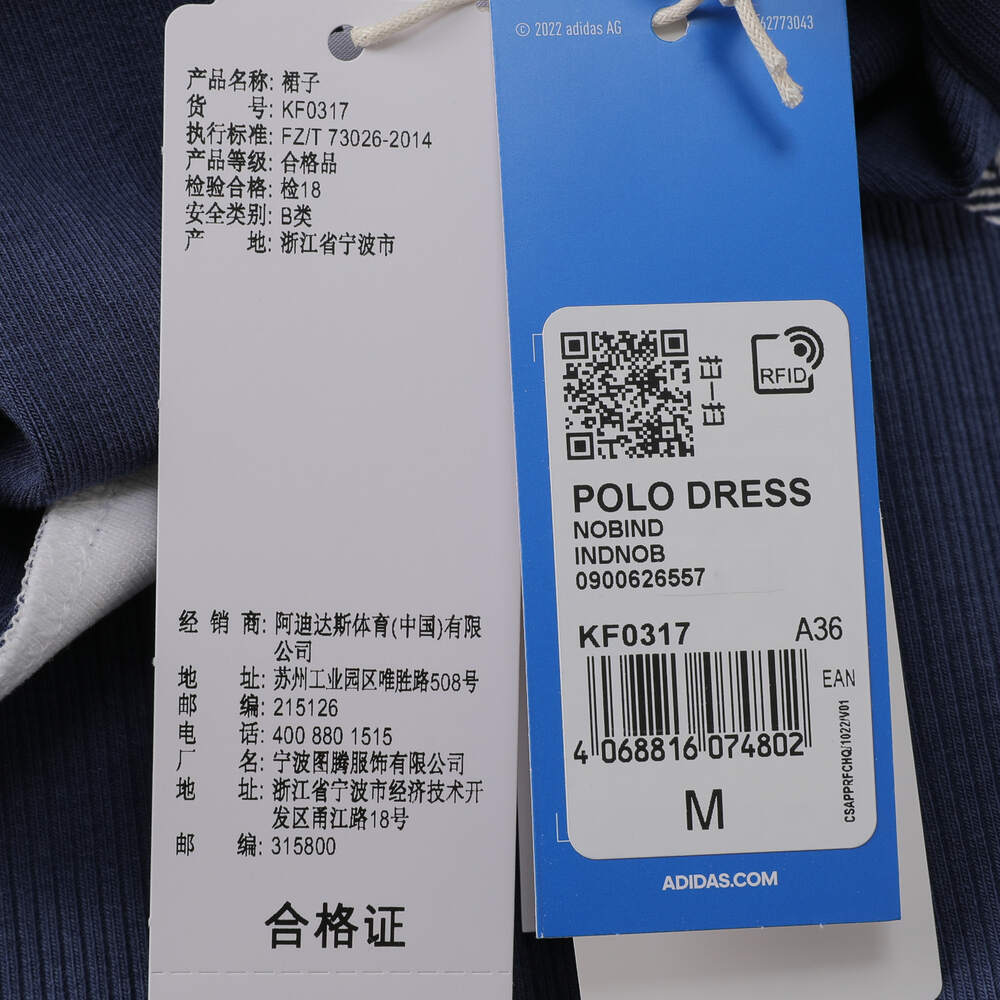 产品名称: 裙子
货 号: KF0317
执行标准: FZ/T 73026-2014
产品等级: 合格品
检验合格: 检18
安全类别: B类
产 地: 浙江省宁波市
经 销 商: 阿迪达斯体育(中国)有限
公司
地 址: 苏州工业园区唯胜路508号
邮 编: 215126
电 话: 400 880 1515
厂 名: 宁波图腾服饰有限公司
地 址: 浙江省宁波市经济技术开
发区甬江路18号
邮 编: 315800
合格证
© 2022 adidas AG
62773043
扫一扫
RFID
POLO DRESS
NOBIND
INDNOB
0900626557
KF0317 A36
EAN
4 068816 074802
M
CSAPPRFCHQ/1022/V01
ADIDAS.COM